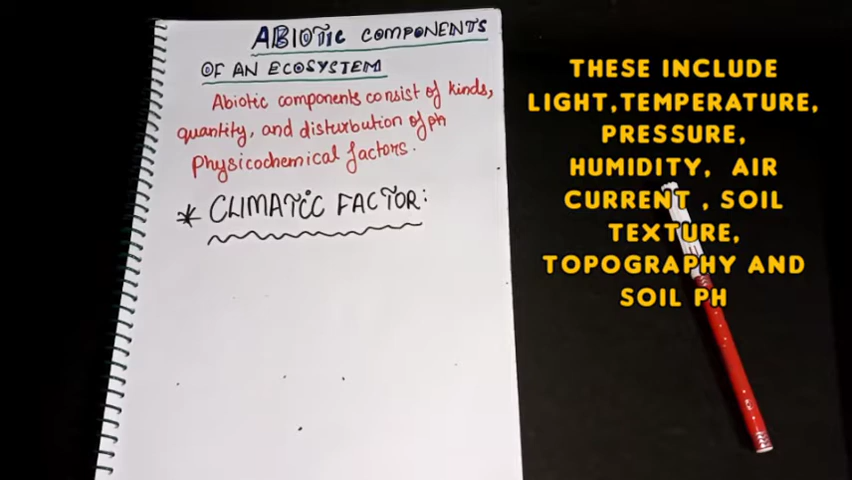 ABIOTIC COMPONENTS
OF AN ECOSYSTEM
Abiotic components consist of kinds,
quantity, and disturbution of ph
Physicochemical factors.
* CLIMATIC FACTOR:
THESE INCLUDE
LIGHT,TEMPERATURE,
PRESSURE,
HUMIDITY, AIR
CURRENT , SOIL
TEXTURE,
TOPOGRAPHY AND
SOIL PH